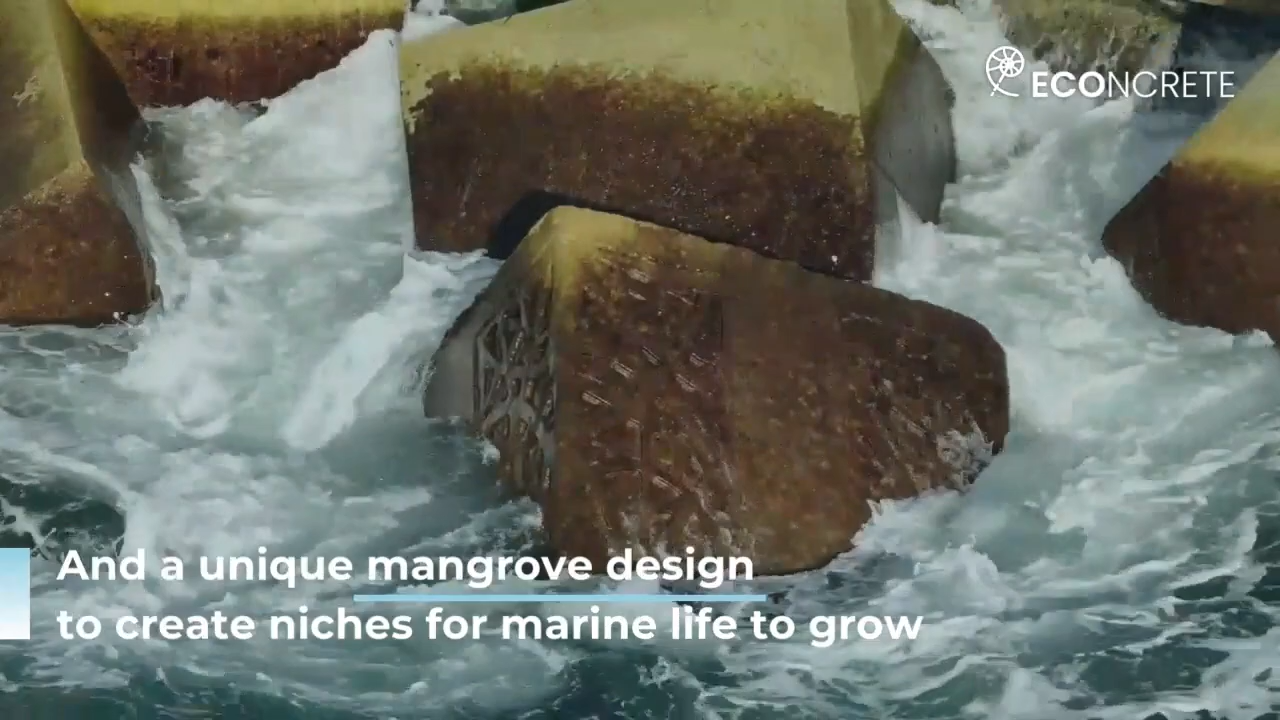 ECONCRETE
And a unique mangrove design
to create niches for marine life to grow